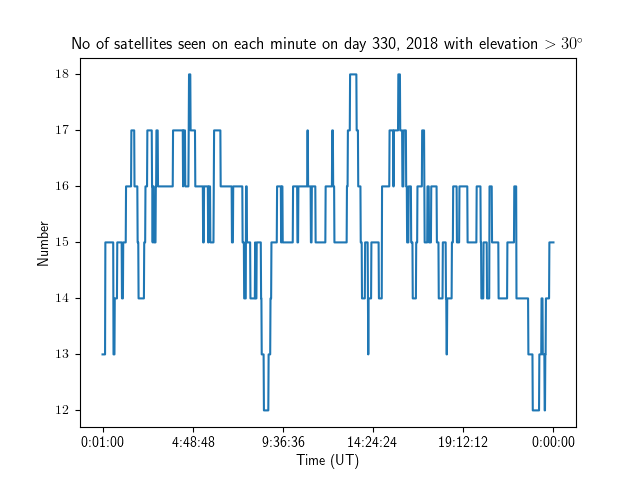 No of satellites seen on each minute on day 330, 2018 with elevation > 30°
18
17
16
15
14
13
12
Number
0:01:00 4:48:48 9:36:36 14:24:24 19:12:12 0:00:00
Time (UT)